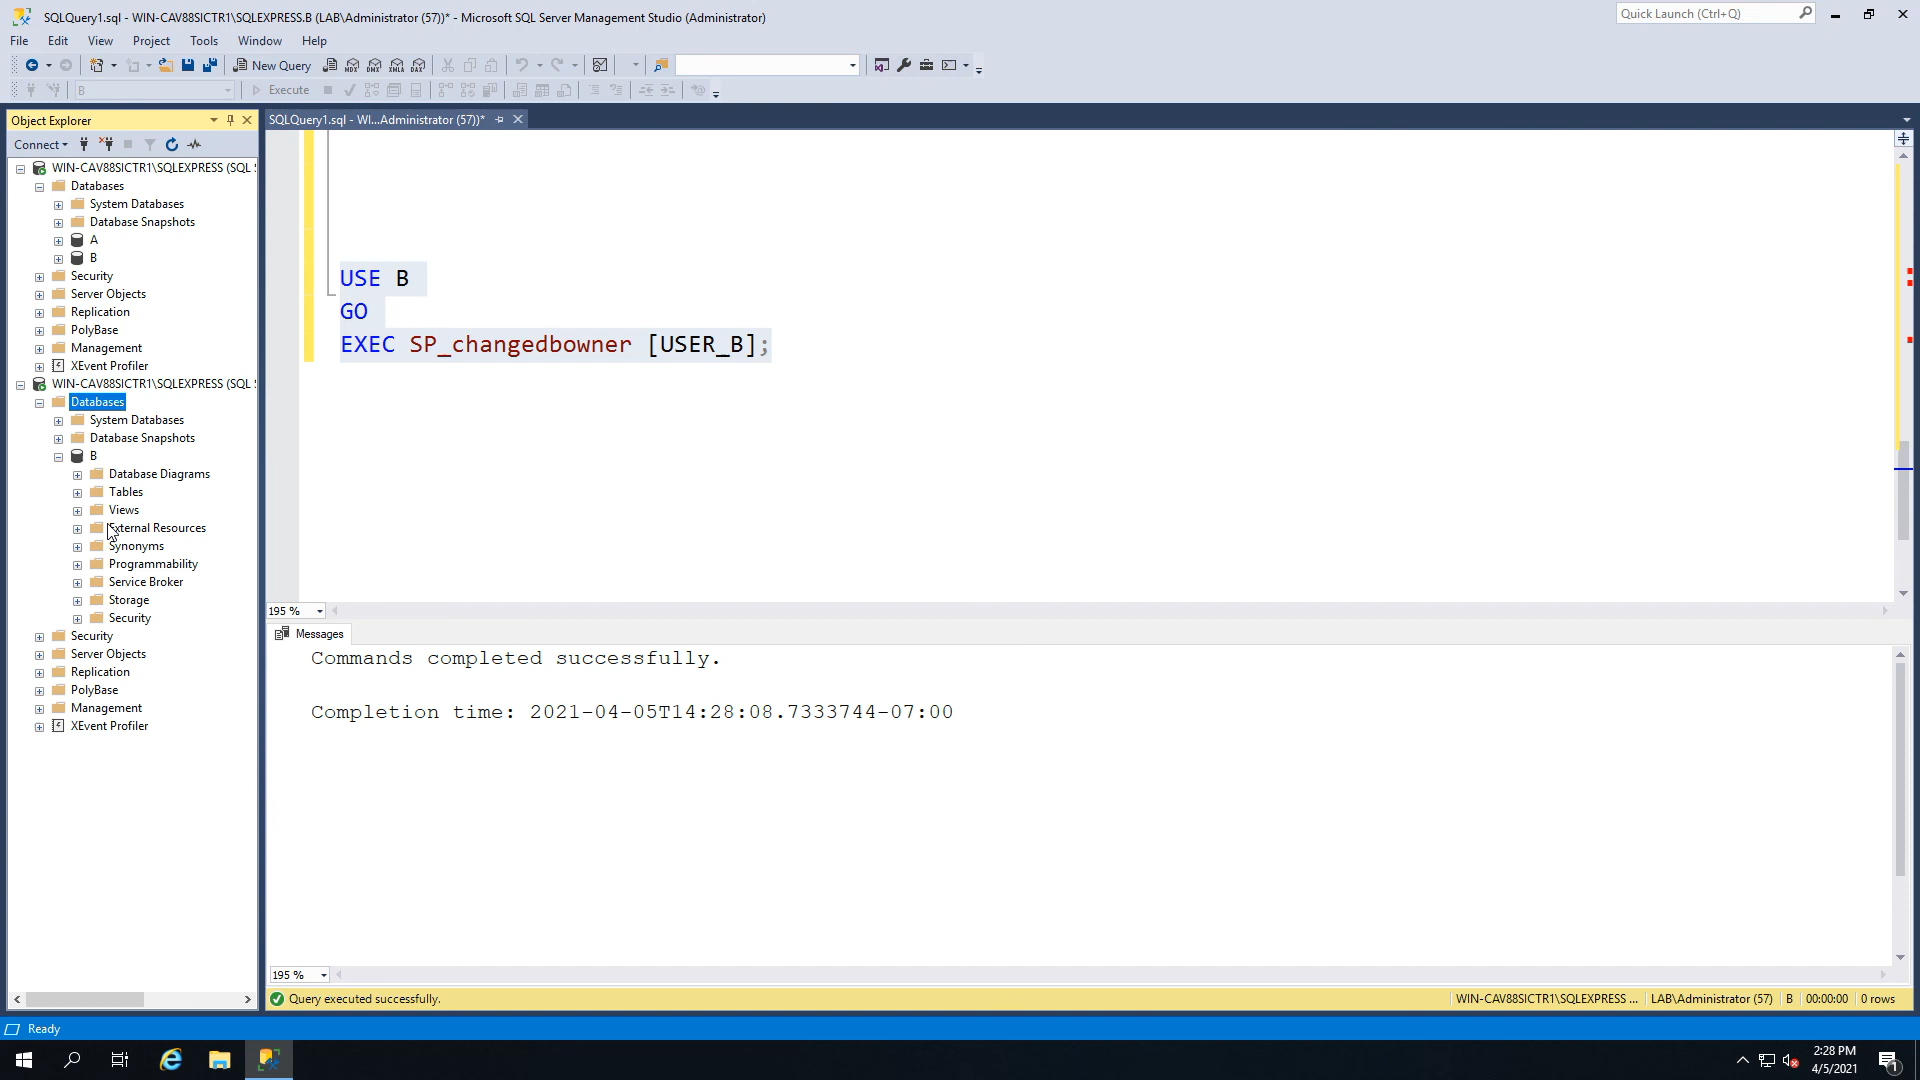 SQLQuery1.sql - WIN-CAV88SICTR1\SQLEXPRESS.B (LAB\Administrator (57))* - Microsoft SQL Server Management Studio (Administrator)
Quick Launch (Ctrl+Q)
File Edit View Project Tools Window Help
New Query
MDX DMX XMLA DAX
B
Execute
Object Explorer
SQLQuery1.sql - WI...Administrator (57))*
Connect
WIN-CAV88SICTR1\SQLEXPRESS (SQL S
Databases
System Databases
Database Snapshots
A
B
Security
Server Objects
Replication
PolyBase
Management
XEvent Profiler
WIN-CAV88SICTR1\SQLEXPRESS (SQL S
Databases
System Databases
Database Snapshots
B
Database Diagrams
Tables
Views
External Resources
Synonyms
Programmability
Service Broker
Storage
Security
Security
Server Objects
Replication
PolyBase
Management
XEvent Profiler
USE B
GO
EXEC SP_changedbowner [USER_B];
195 %
Messages
Commands completed successfully.
Completion time: 2021-04-05T14:28:08.7333744-07:00
195 %
Query executed successfully.
WIN-CAV88SICTR1\SQLEXPRESS ... LAB\Administrator (57) B 00:00:00 0 rows
Ready
2:28 PM
4/5/2021
1